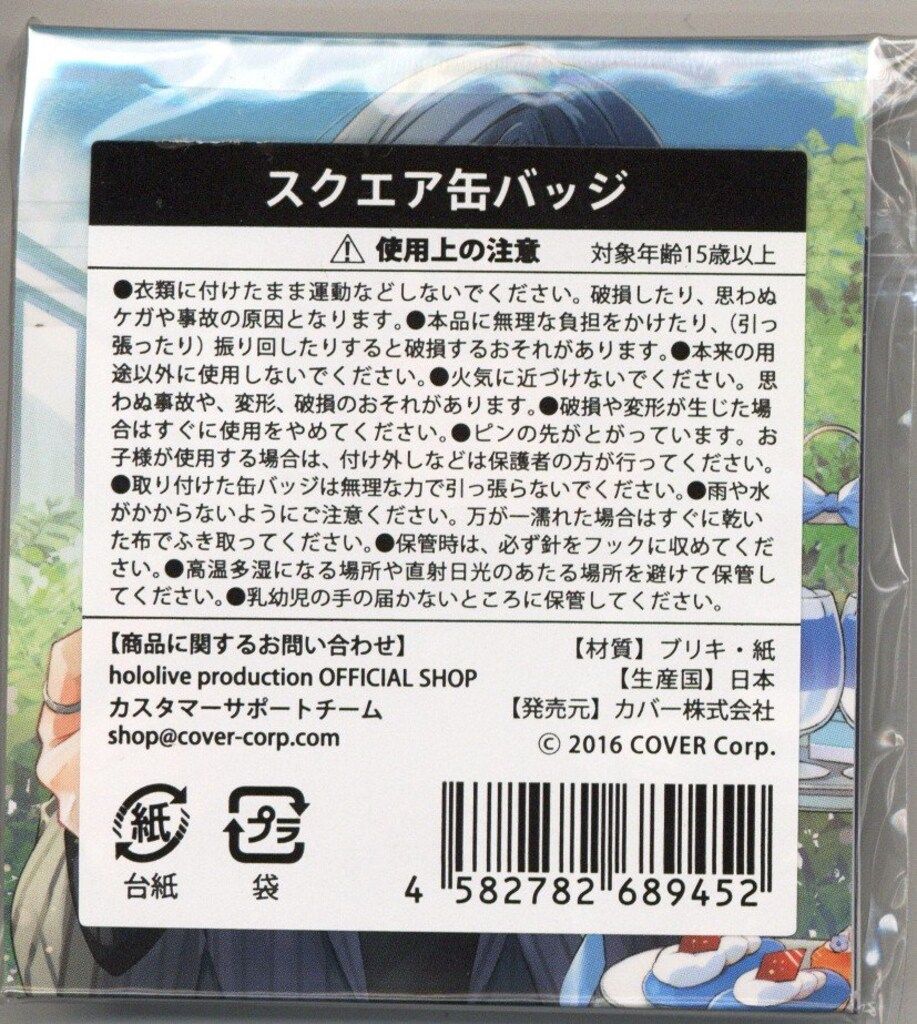 スクエア缶バッジ
⚠ 使用上の注意 対象年齢15歳以上
●衣類に付けたまま運動などしないでください。破損したり、思わぬ
ケガや事故の原因となります。●本品に無理な負担をかけたり、（引っ
張ったり）振り回したりすると破損するおそれがあります。●本来の用
途以外に使用しないでください。●火気に近づけないでください。思
わぬ事故や、変形、破損のおそれがあります。●破損や変形が生じた場
合はすぐに使用をやめてください。●ピンの先がとがっています。お
子様が使用する場合は、付け外しなどは保護者の方が行ってください。
●取り付けた缶バッジは無理な力で引っ張らないでください。●雨や水
がかからないようにご注意ください。万が一濡れた場合はすぐに乾い
た布でふき取ってください。●保管時は、必ず針をフックに収めてくだ
さい。●高温多湿になる場所や直射日光のあたる場所を避けて保管し
てください。●乳幼児の手の届かないところに保管してください。
【商品に関するお問い合わせ】
hololive production OFFICIAL SHOP
カスタマーサポートチーム
shop@cover-corp.com
【材質】ブリキ・紙
【生産国】日本
【発売元】カバー株式会社
© 2016 COVER Corp.
紙
台紙
プラ
袋
4 582782 689452